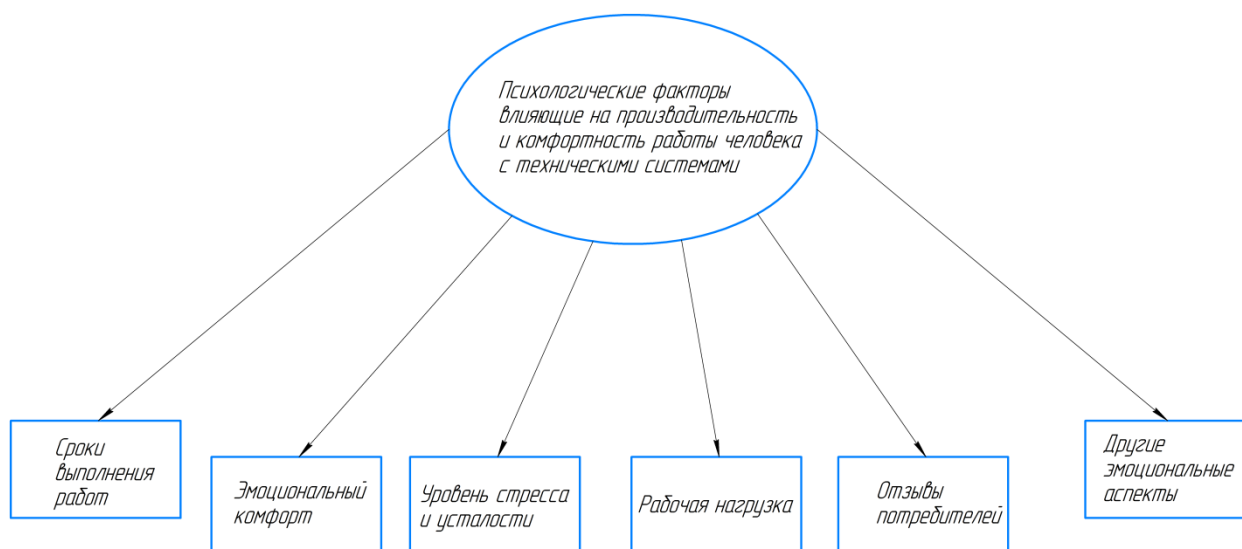 Психологические факторы
влияющие на производительность
и комфортность работы человека
с техническими системами
Сроки
выполнения
работ
Эмоциональный
комфорт
Уровень стресса
и усталости
Рабочая нагрузка
Отзывы
потребителей
Другие
эмоциональные
аспекты